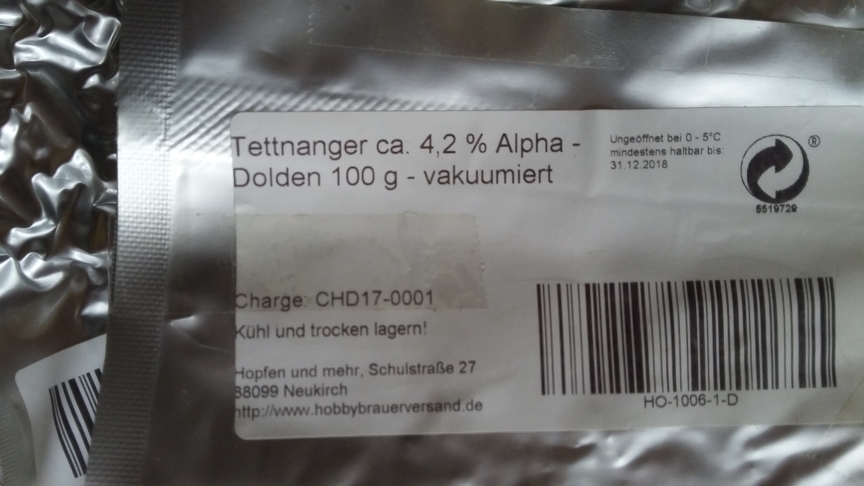 Tettnanger ca. 4,2 % Alpha -
Dolden 100 g - vakuumiert
Ungeöffnet bei 0 - 5°C
mindestens haltbar bis:
31.12.2018
®
5519729
Charge: CHD17-0001
Kühl und trocken lagern!
Hopfen und mehr, Schulstraße 27
88099 Neukirch
http://www.hobbybrauerversand.de
HO-1006-1-D